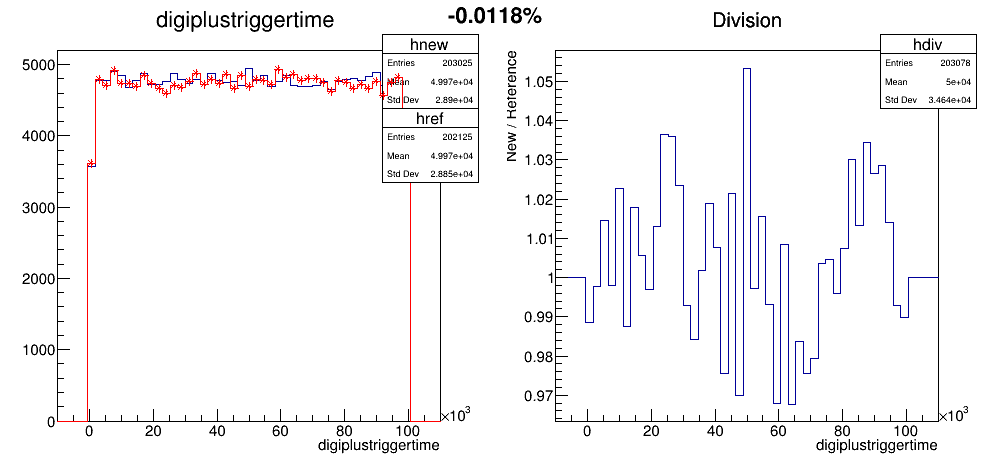 digiplustriggertime
-0.0118%
Division
hnew
Entries 203025
Mean 4.997e+04
Std Dev 2.89e+04
href
Entries 202125
Mean 4.997e+04
Std Dev 2.885e+04
5000
4000
3000
2000
1000
0
0 20 40 60 80 100
×10³
digiplustriggertime
hdiv
Entries 203078
Mean 5e+04
Std Dev 3.464e+04
New / Reference
1.05
1.04
1.03
1.02
1.01
1
0.99
0.98
0.97
0 20 40 60 80 100
×10³
digiplustriggertime